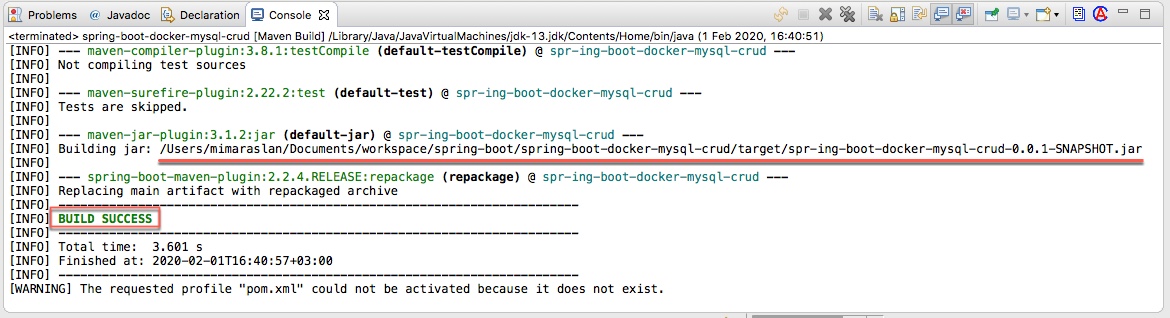 Problems @ Javadoc Declaration Console
<terminated> spring-boot-docker-mysql-crud [Maven Build] /Library/Java/JavaVirtualMachines/jdk-13.jdk/Contents/Home/bin/java (1 Feb 2020, 16:40:51)
[INFO] --- maven-compiler-plugin:3.8.1:testCompile (default-testCompile) @ spr-ing-boot-docker-mysql-crud ---
[INFO] Not compiling test sources
[INFO]
[INFO] --- maven-surefire-plugin:2.22.2:test (default-test) @ spr-ing-boot-docker-mysql-crud ---
[INFO] Tests are skipped.
[INFO]
[INFO] --- maven-jar-plugin:3.1.2:jar (default-jar) @ spr-ing-boot-docker-mysql-crud ---
[INFO] Building jar: /Users/mimaraslan/Documents/workspace/spring-boot/spring-boot-docker-mysql-crud/target/spr-ing-boot-docker-mysql-crud-0.0.1-SNAPSHOT.jar
[INFO]
[INFO] --- spring-boot-maven-plugin:2.2.4.RELEASE:repackage (repackage) @ spr-ing-boot-docker-mysql-crud ---
[INFO] Replacing main artifact with repackaged archive
[INFO] ------------------------------------------------------------------------
[INFO] BUILD SUCCESS
[INFO] ------------------------------------------------------------------------
[INFO] Total time:  3.601 s
[INFO] Finished at: 2020-02-01T16:40:57+03:00
[INFO] ------------------------------------------------------------------------
[WARNING] The requested profile "pom.xml" could not be activated because it does not exist.